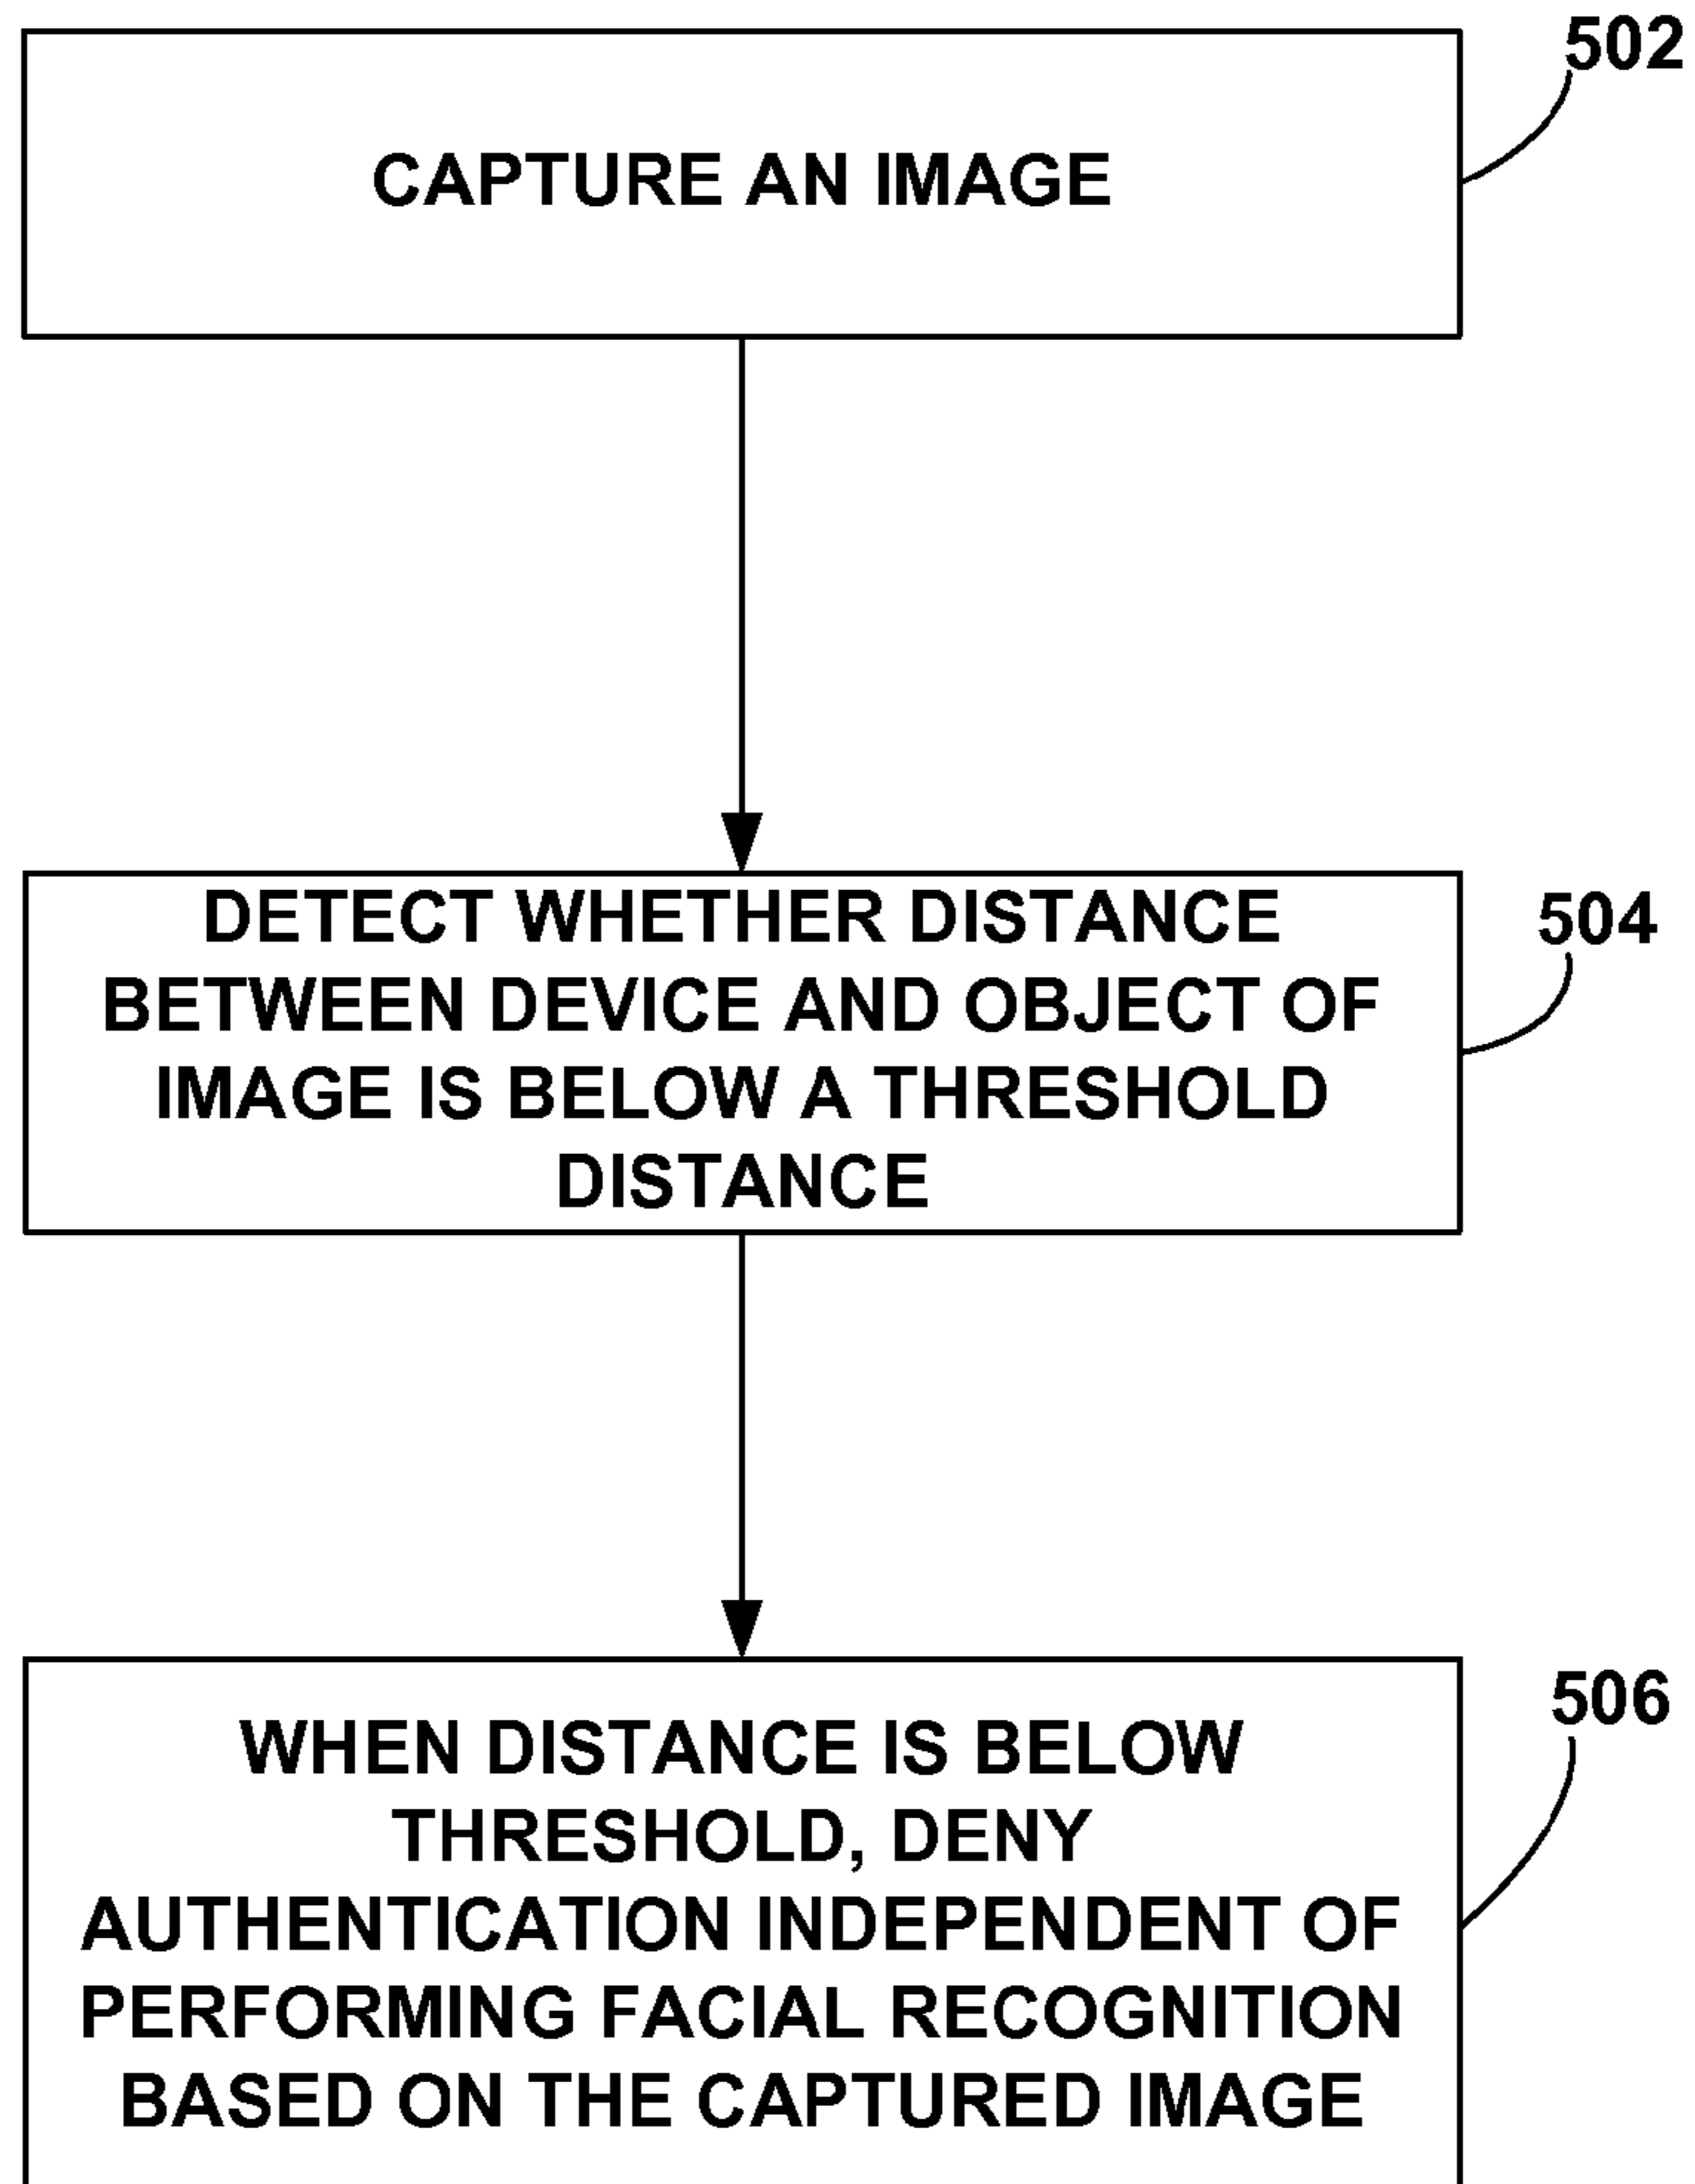 502
CAPTURE AN IMAGE
DETECT WHETHER DISTANCE
504
BETWEEN DEVICE AND OBJECT OF
IMAGE IS BELOW A THRESHOLD
DISTANCE
506
WHEN DISTANCE IS BELOW
THRESHOLD, DENY
AUTHENTICATION INDEPENDENT OF
PERFORMING FACIAL RECOGNITION
BASED ON THE CAPTURED IMAGE